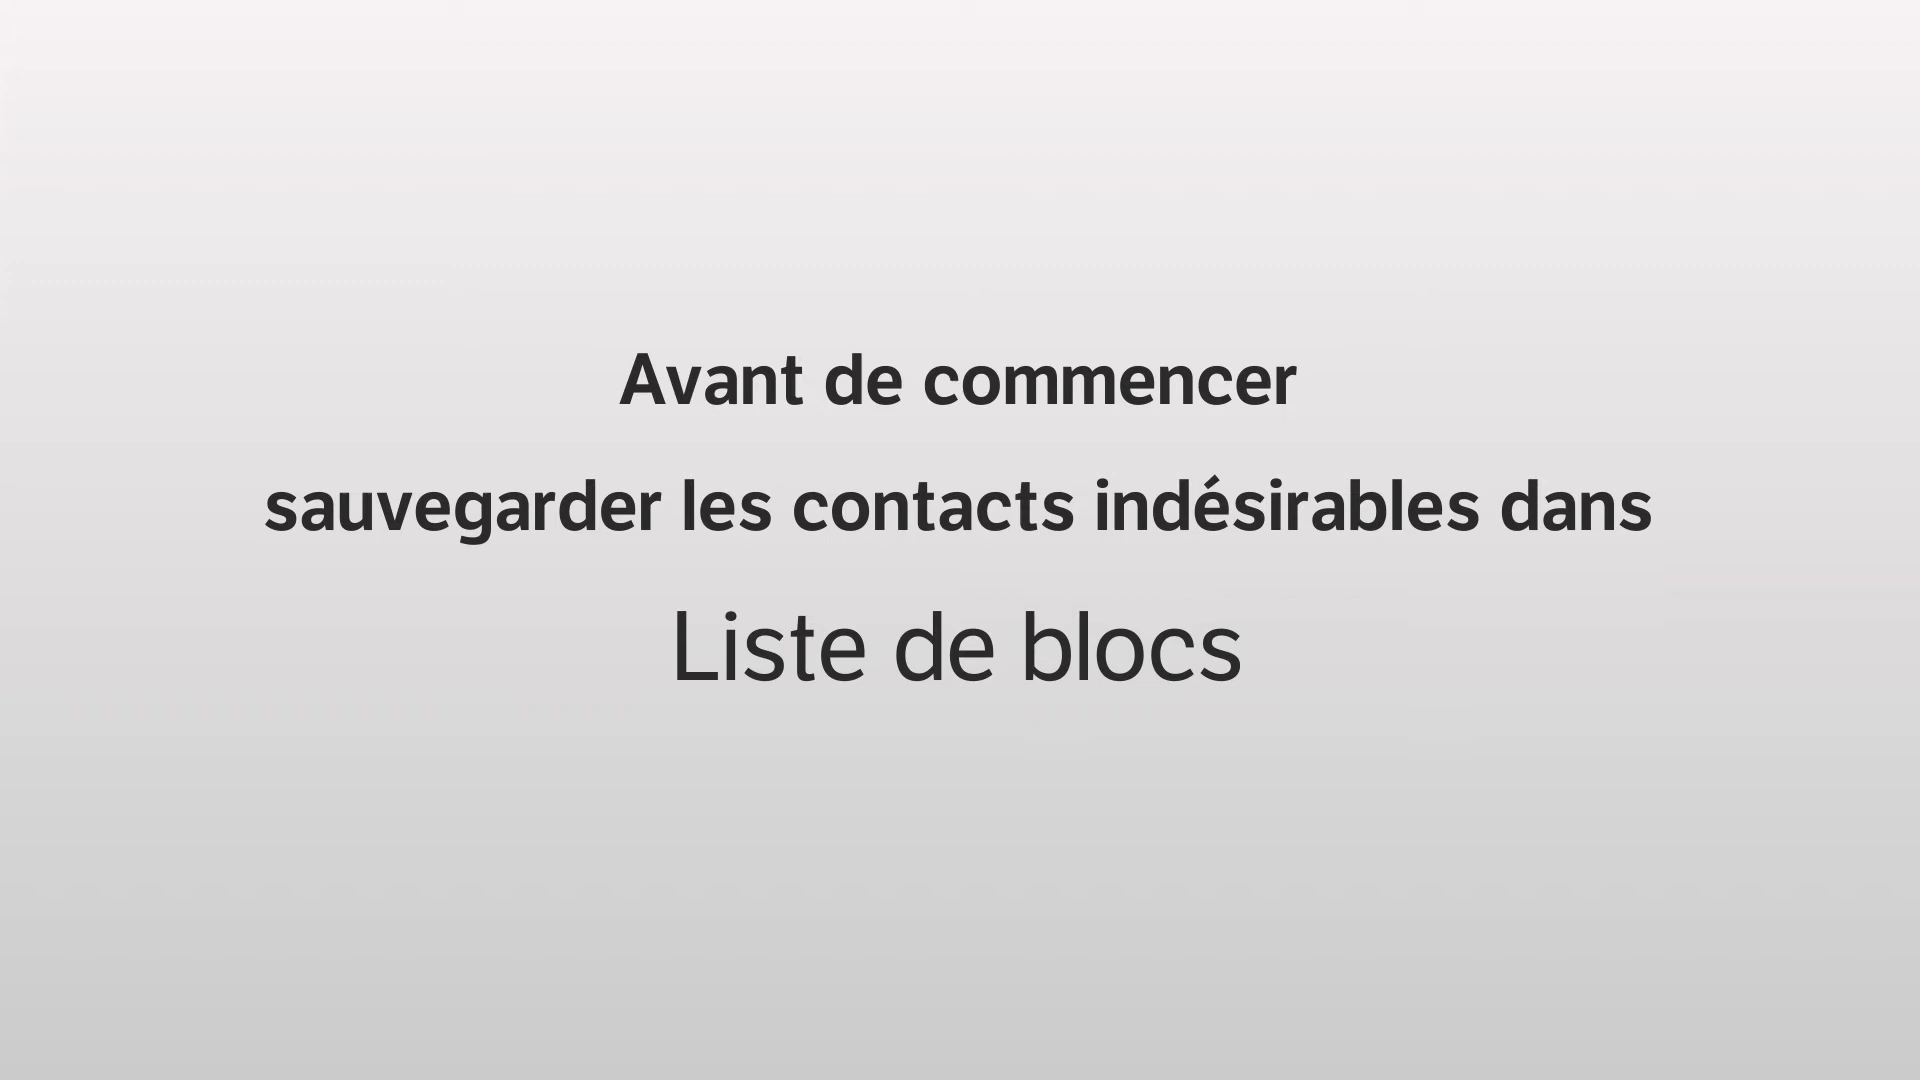 Avant de commencer
sauvegarder les contacts indésirables dans
Liste de blocs